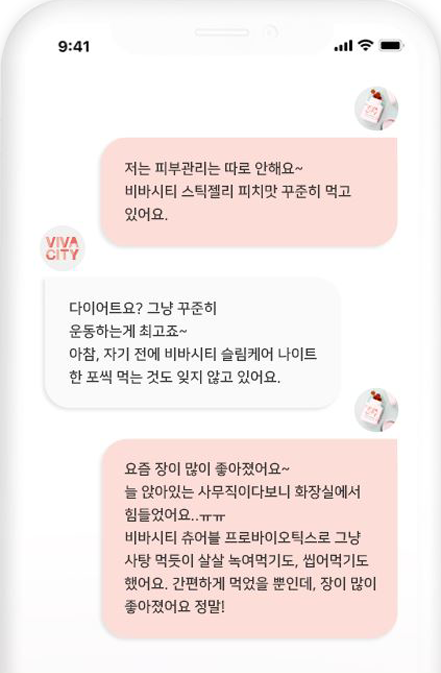 9:41
저는 피부관리는 따로 안해요~
비바시티 스틱젤리 피치맛 꾸준히 먹고
있어요.
VIVA
CITY
다이어트요? 그냥 꾸준히
운동하는게 최고죠~
아참, 자기 전에 비바시티 슬림케어 나이트
한 포씩 먹는 것도 잊지 않고 있어요.
요즘 장이 많이 좋아졌어요~
늘 앉아있는 사무직이다보니 화장실에서
힘들었어요..ㅠㅠ
비바시티 츄어블 프로바이오틱스로 그냥
사탕 먹듯이 살살 녹여먹기도, 씹어먹기도
했어요. 간편하게 먹었을 뿐인데, 장이 많이
좋아졌어요 정말!